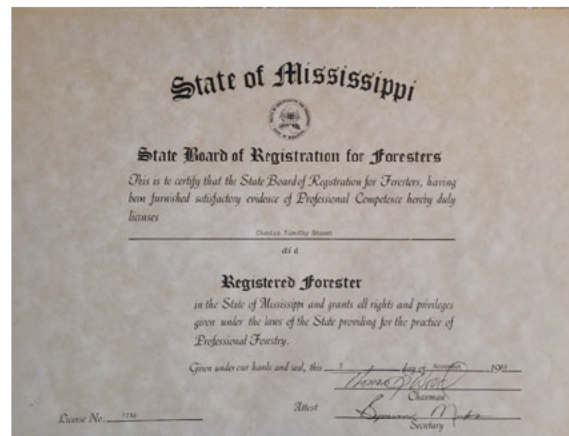 State of Mississippi
State Board of Registration for Foresters
This is to certify that the State Board of Registration for Foresters, having
been furnished satisfactory evidence of Professional Competence hereby duly
licenses
Charles Timothy
as a
Registered Forester
in the State of Mississippi and grants all rights and privileges
given under the laws of the State providing for the practice of
Professional Forestry.
Given under our hands and seal, this day of November 199
Chairman
Attest
Secretary
License No.